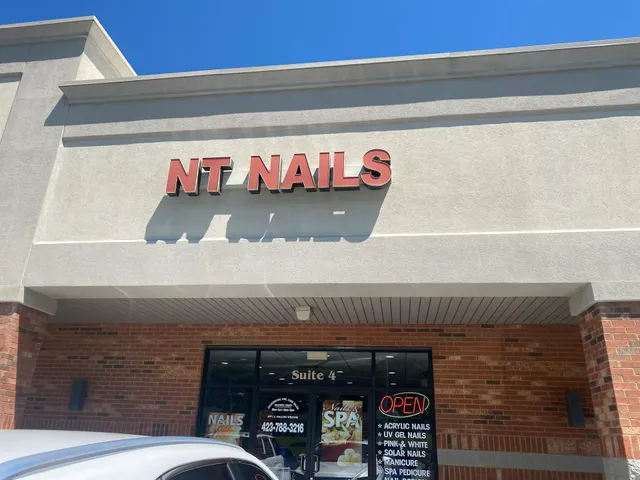 NT NAILS
Suite 4
OPEN
NAILS
423-788-3216
Nails &
SPA
★ ACRYLIC NAILS
★ UV GEL NAILS
★ PINK & WHITE
★ SOLAR NAILS
★ MANICURE
★ SPA PEDICURE